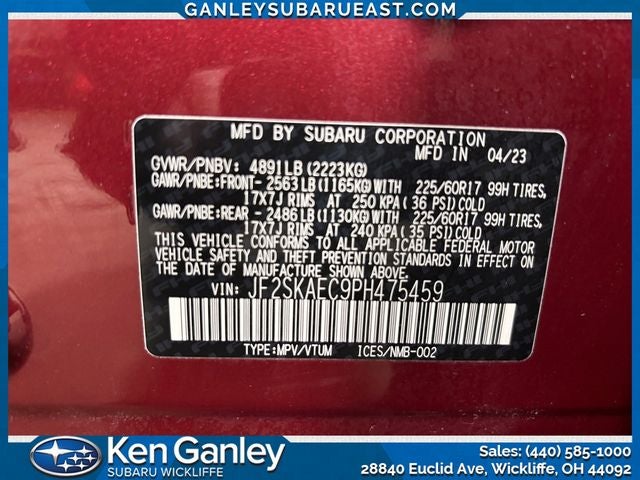 GANLEYSUBARUEAST.COM
MFD BY SUBARU CORPORATION
MFD IN 04/23
GVWR/PNBV: 4891LB(2223KG)
GAWR/PNBE:FRONT- 2563LB(1165KG)WITH 225/60R17 99H TIRES,
17X7J RIMS AT 250 KPA(36 PSI)COLD
GAWR/PNBE:REAR - 2486LB(1130KG)WITH 225/60R17 99H TIRES,
17X7J RIMS AT 240 KPA(35 PSI)COLD
THIS VEHICLE CONFORMS TO ALL APPLICABLE FEDERAL MOTOR
VEHICLE SAFETY AND THEFT PREVENTION STANDARDS IN EFFECT ON
THE DATE OF MANUFACTURE SHOWN ABOVE.
VIN: JF2SKAEC9PH475459
TYPE:MPV/VTUM ICES/NMB-002
Ken Ganley
SUBARU WICKLIFFE
Sales: (440) 585-1000
28840 Euclid Ave, Wickliffe, OH 44092